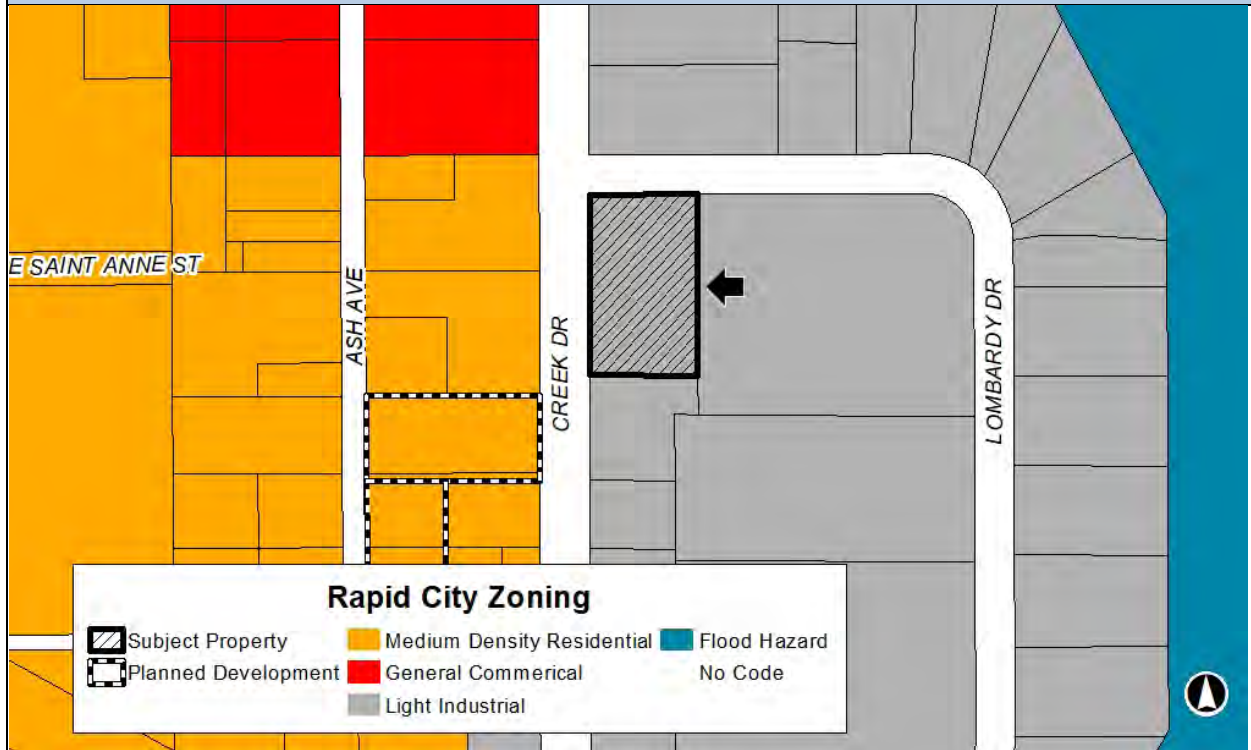 E SAINT ANNE ST
ASH AVE
CREEK DR
LOMBARDY DR
Rapid City Zoning
Subject Property
Medium Density Residential
Flood Hazard
Planned Development
General Commerical
No Code
Light Industrial